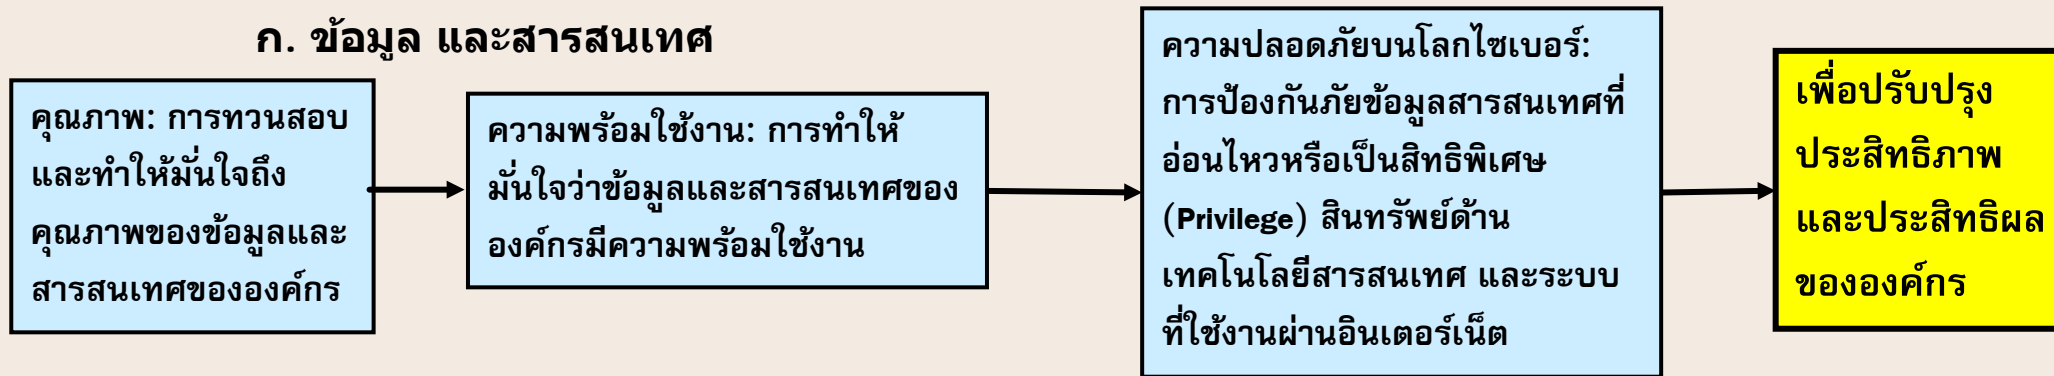 ก. ข้อมูล และสารสนเทศ
คุณภาพ: การทวนสอบ
และทำให้มั่นใจถึง
คุณภาพของข้อมูลและ
สารสนเทศขององค์กร
ความพร้อมใช้งาน: การทำให้
มั่นใจว่าข้อมูลและสารสนเทศของ
องค์กรมีความพร้อมใช้งาน
ความปลอดภัยบนโลกไซเบอร์:
การป้องกันภัยข้อมูลสารสนเทศที่
อ่อนไหวหรือเป็นสิทธิพิเศษ
(Privilege) สินทรัพย์ด้าน
เทคโนโลยีสารสนเทศ และระบบ
ที่ใช้งานผ่านอินเตอร์เน็ต
เพื่อปรับปรุง
ประสิทธิภาพ
และประสิทธิผล
ขององค์กร